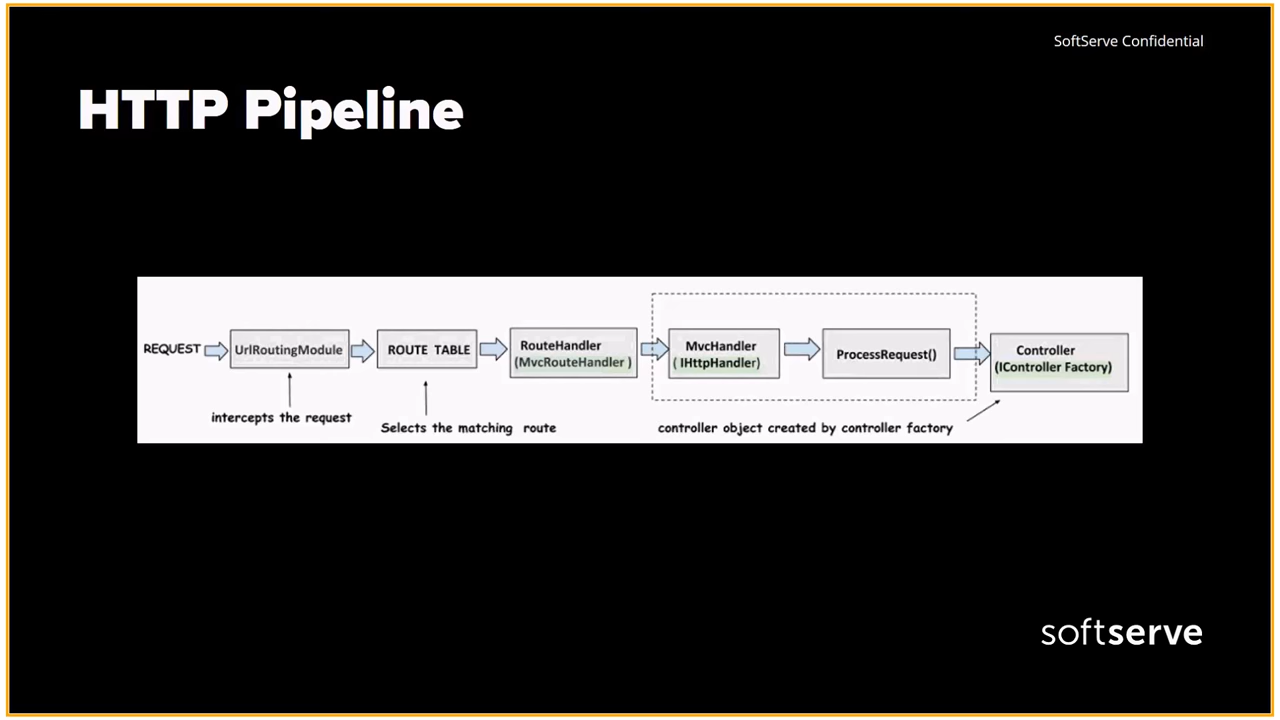 SoftServe Confidential
HTTP Pipeline
REQUEST
UrlRoutingModule
ROUTE TABLE
RouteHandler
(MvcRouteHandler )
MvcHandler
( IHttpHandler)
ProcessRequest()
Controller
(IController Factory)
intercepts the request
Selects the matching route
controller object created by controller factory
softserve